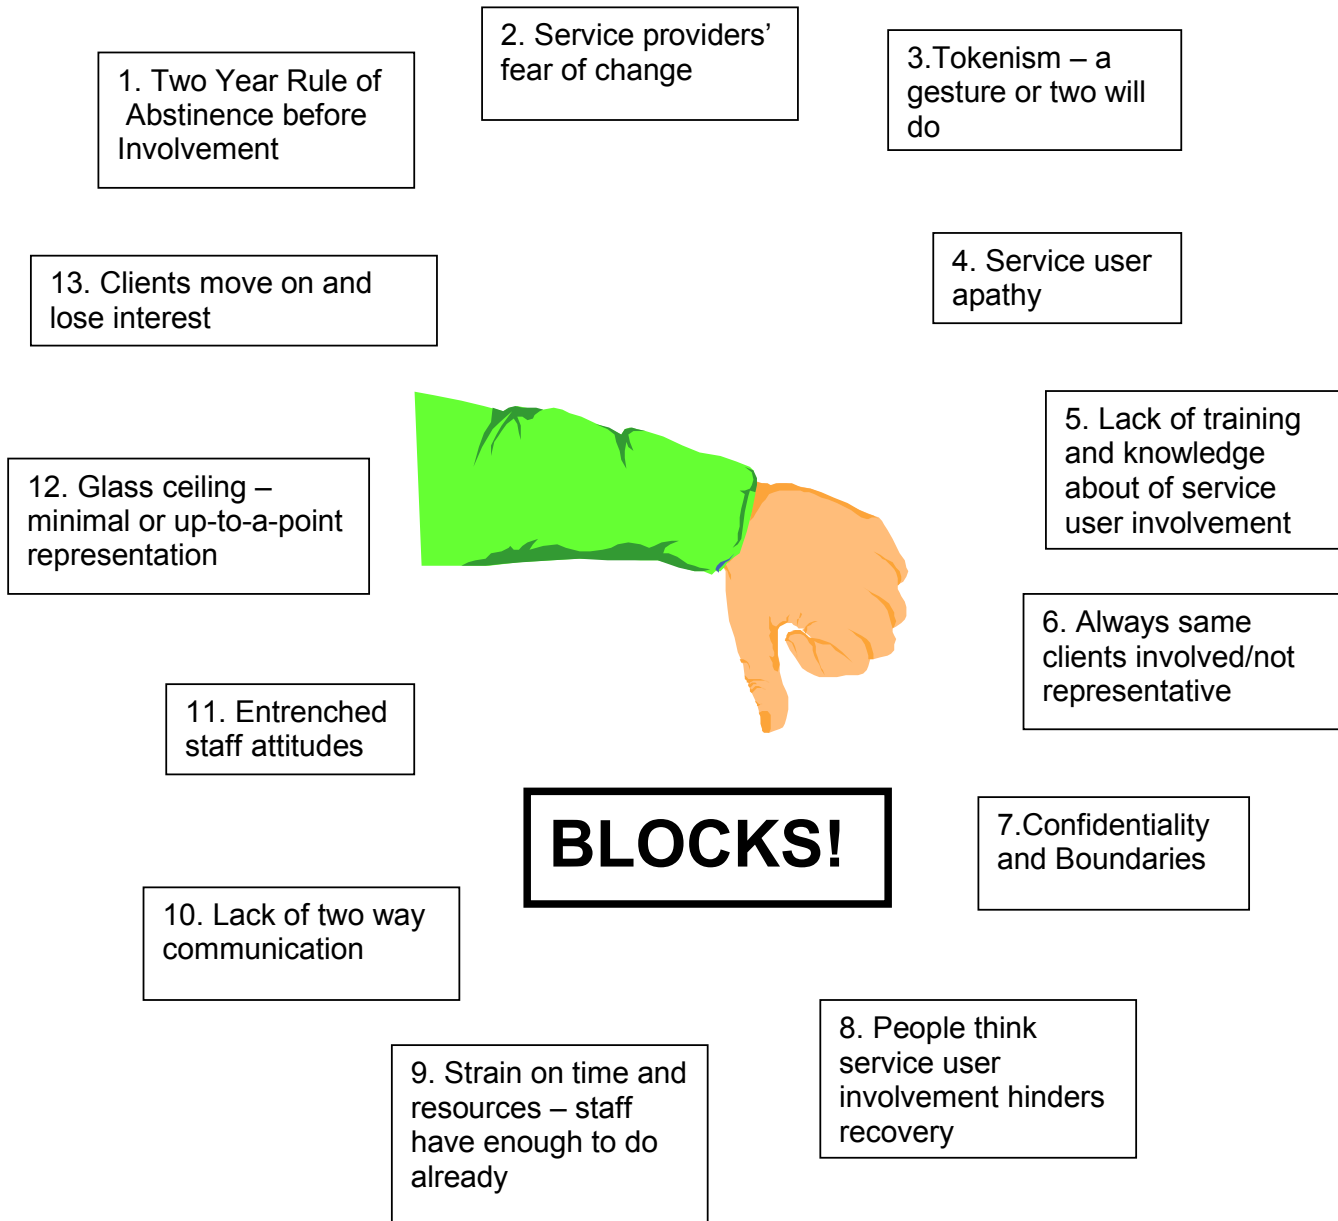 1. Two Year Rule of
Abstinence before
Involvement
2. Service providers’
fear of change
3.Tokenism – a
gesture or two will
do
4. Service user
apathy
5. Lack of training
and knowledge
about of service
user involvement
6. Always same
clients involved/not
representative
7.Confidentiality
and Boundaries
8. People think
service user
involvement hinders
recovery
9. Strain on time and
resources – staff
have enough to do
already
10. Lack of two way
communication
11. Entrenched
staff attitudes
12. Glass ceiling –
minimal or up-to-a-point
representation
13. Clients move on and
lose interest
BLOCKS!